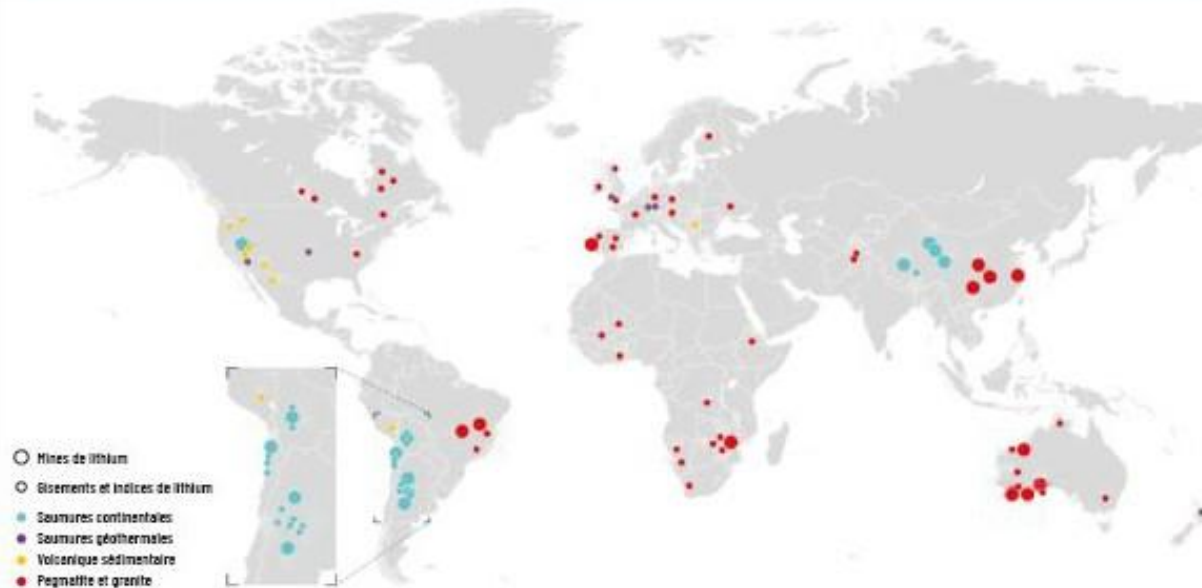 Mines de lithium
Gisements et indices de lithium
Saumures continentales
Saumures géothermales
Volcanique sédimentaire
Pegmatite et granite